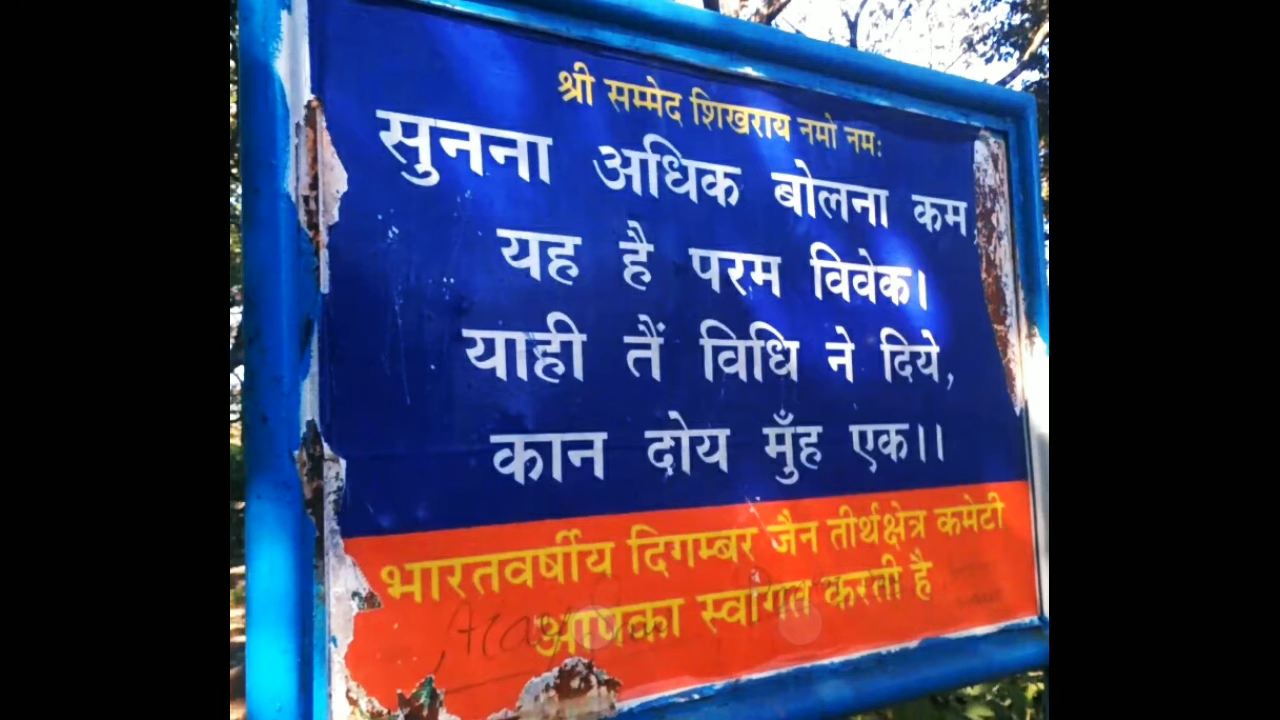 श्री सम्मेद शिखराय नमो नमः
सुनना अधिक बोलना कम
यह है परम विवेक।
याही तैं विधि ने दिये,
कान दोय मुँह एक।।
भारतवर्षीय दिगम्बर जैन तीर्थक्षेत्र कमेटी
आपका स्वागत करती है